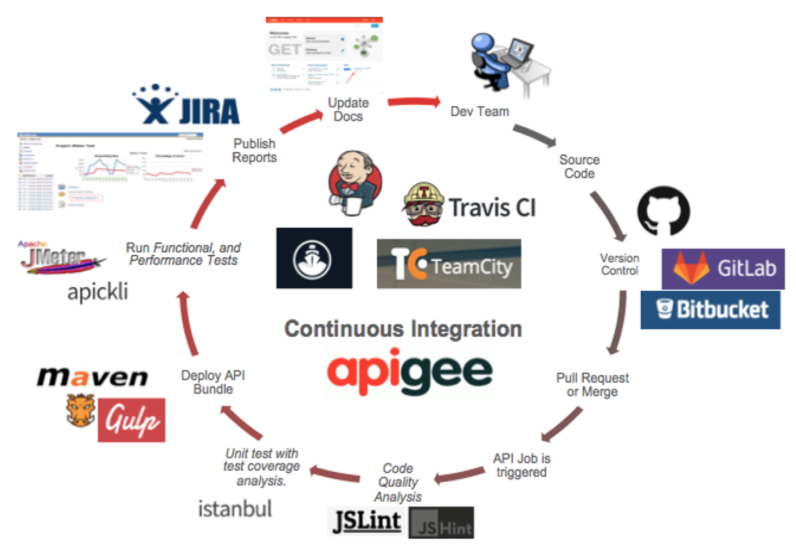 Welcome
GET
Update
Docs
Dev Team
Source
Code
Version
Control
GitLab
Bitbucket
Pull Request
or Merge
API Job is
triggered
Code
Quality
Analysis
JSLint
JSHint
Unit test with
test coverage
analysis.
istanbul
Deploy API
Bundle
maven
Gulp
Run Functional, and
Performance Tests
Apache
JMeter
apickli
Publish
Reports
JIRA
Travis CI
TC TeamCity
Continuous Integration
apigee